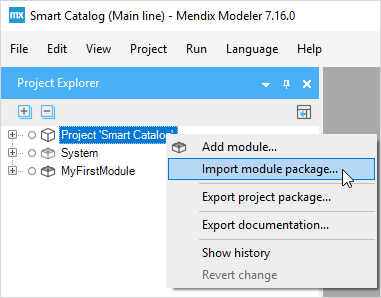 mx Smart Catalog (Main line) - Mendix Modeler 7.16.0
File Edit View Project Run Language Help
Project Explorer
Project 'Smart Catalog'
System
MyFirstModule
Add module...
Import module package...
Export project package...
Export documentation...
Show history
Revert change